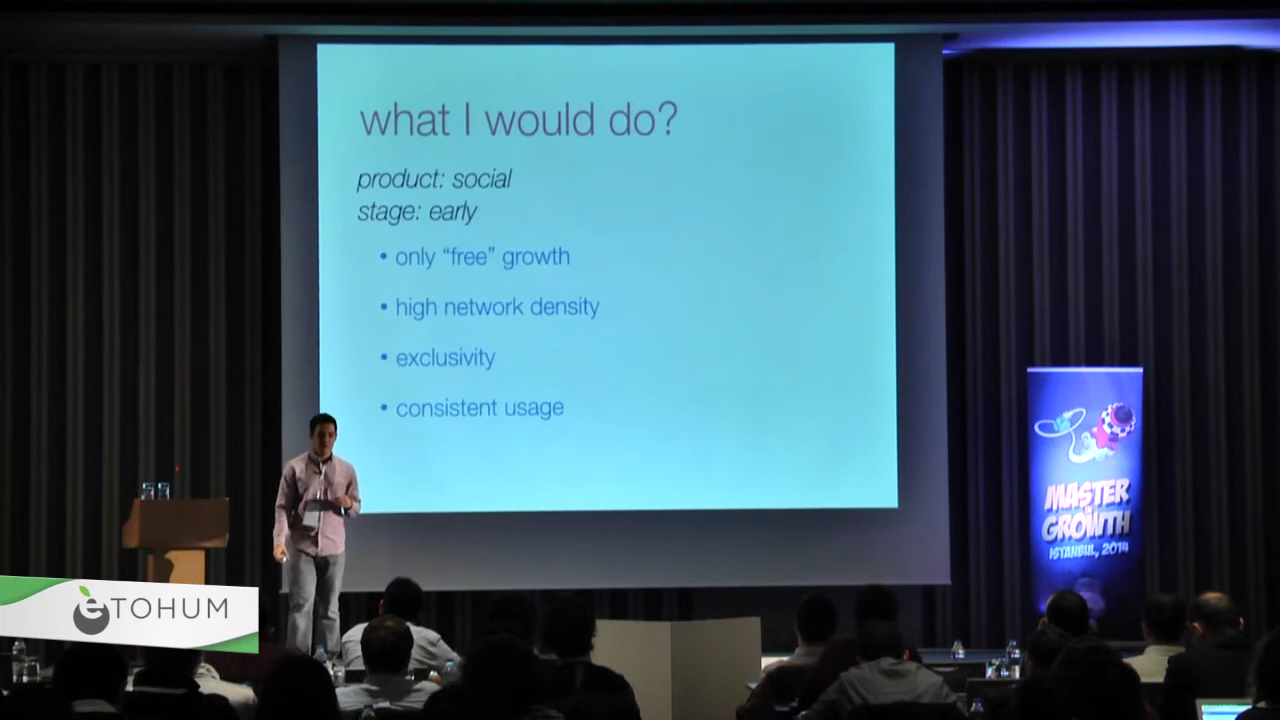 what I would do?
product: social
stage: early
• only “free” growth
• high network density
• exclusivity
• consistent usage
MASTER
GROWTH
ISTANBUL, 2014
eTOHUM